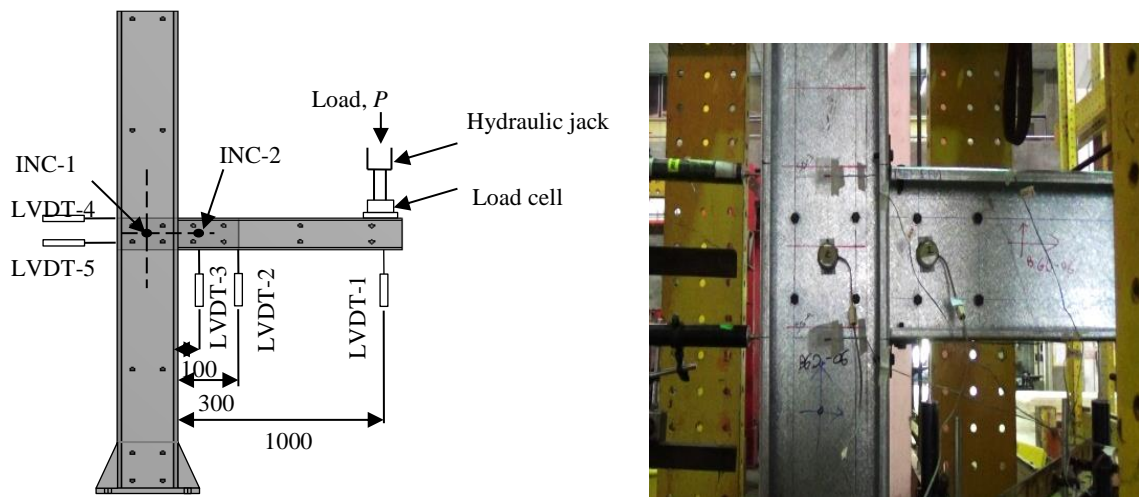 Load, P
Hydraulic jack
INC-1
INC-2
Load cell
LVDT-4
LVDT-5
LVDT-3
LVDT-2
LVDT-1
100
300
1000